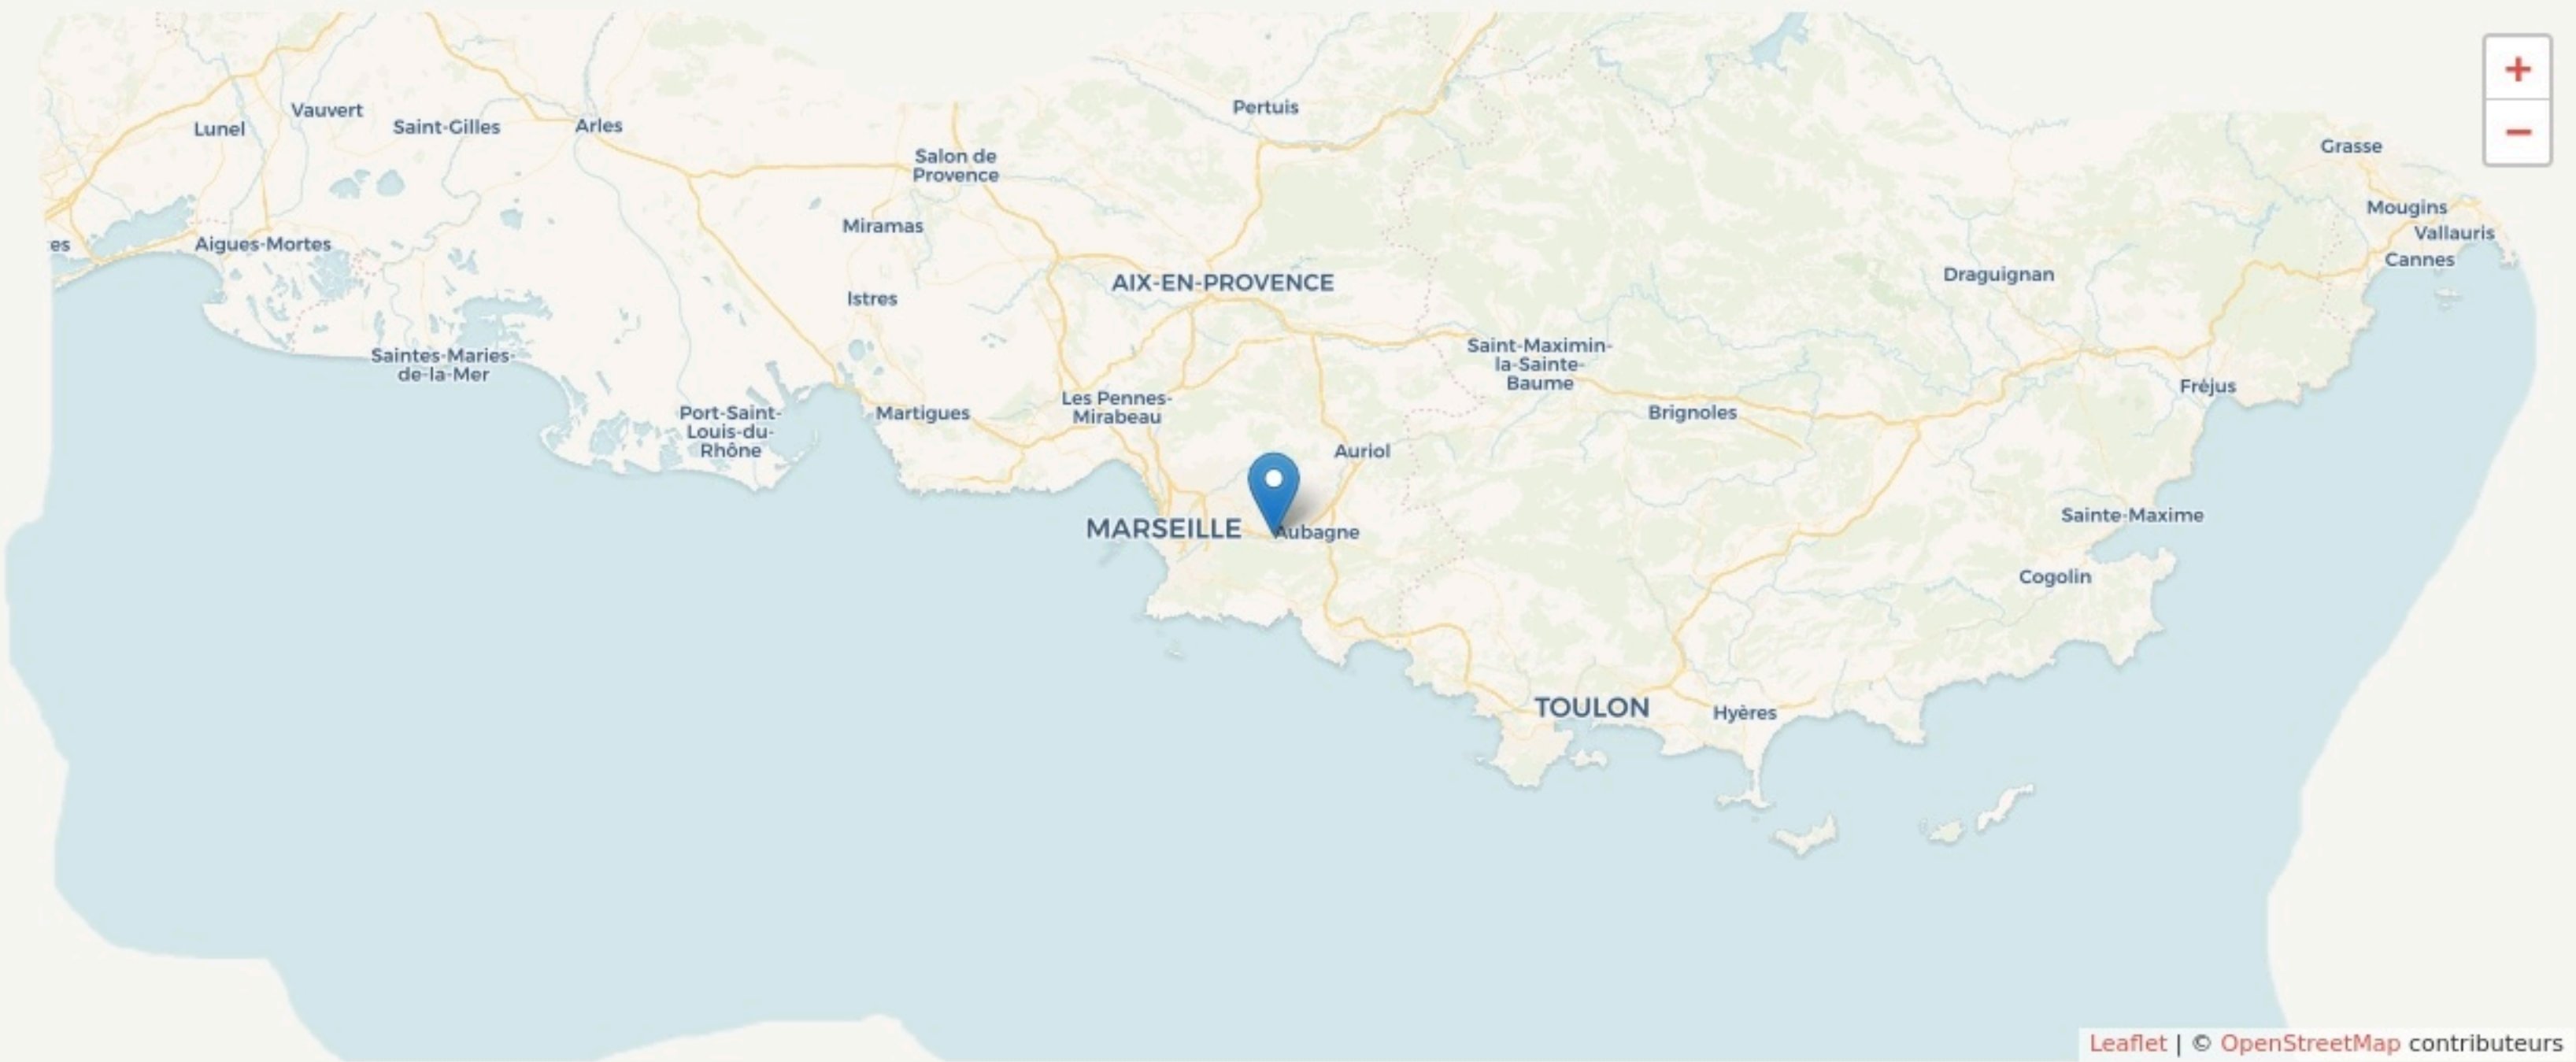 +
−
Pertuis
Vauvert
Lunel
Saint-Gilles
Arles
Grasse
Salon de
Provence
Mougins
Miramas
Vallauris
es
Aigues-Mortes
Cannes
Draguignan
AIX-EN-PROVENCE
Istres
Saint-Maximin-
la-Sainte-
Baume
Saintes-Maries-
de-la-Mer
Fréjus
Les Pennes-
Mirabeau
Port-Saint-
Louis-du-
Rhône
Martigues
Brignoles
Auriol
Sainte-Maxime
MARSEILLE
Aubagne
Cogolin
TOULON
Hyères
Leaflet | © OpenStreetMap contributeurs